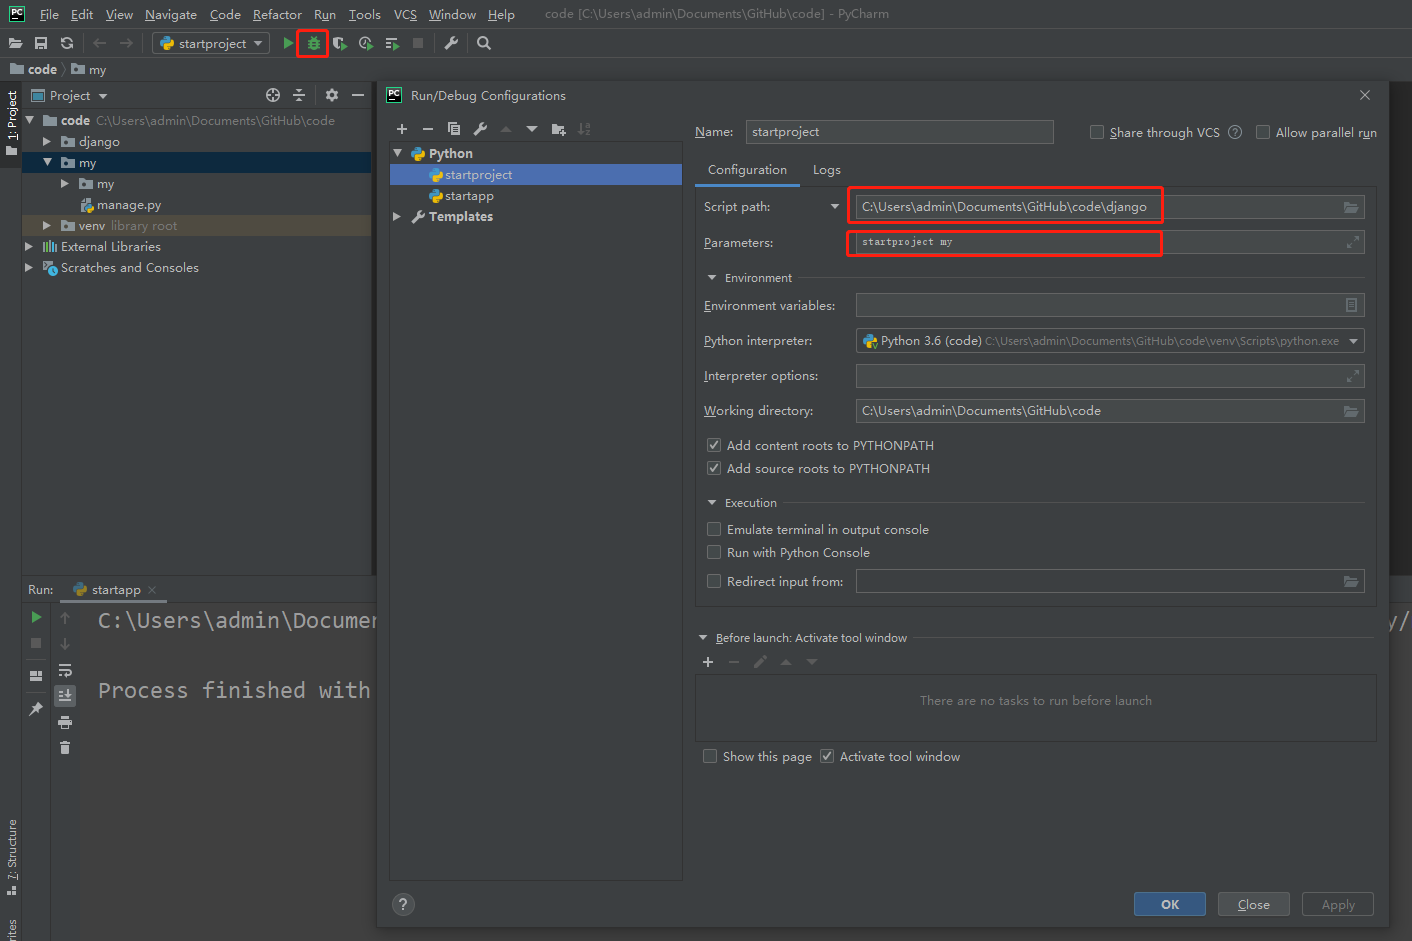 PC File Edit View Navigate Code Refactor Run Tools VCS Window Help code [C:\Users\admin\Documents\GitHub\code] - PyCharm
startproject
code my
1: Project
Project
code C:\Users\admin\Documents\GitHub\code
django
my
my
manage.py
venv library root
External Libraries
Scratches and Consoles
PC Run/Debug Configurations
Python
startproject
startapp
Templates
Name: startproject Share through VCS ? Allow parallel run
Configuration Logs
Script path: C:\Users\admin\Documents\GitHub\code\django
Parameters: startproject my
Environment
Environment variables:
Python interpreter: Python 3.6 (code) C:\Users\admin\Documents\GitHub\code\venv\Scripts\python.exe
Interpreter options:
Working directory: C:\Users\admin\Documents\GitHub\code
Add content roots to PYTHONPATH
Add source roots to PYTHONPATH
Execution
Emulate terminal in output console
Run with Python Console
Redirect input from:
Before launch: Activate tool window
There are no tasks to run before launch
Show this page Activate tool window
? OK Close Apply
Run: startapp
C:\Users\admin\Documen y/
Process finished with
7: Structure
rites